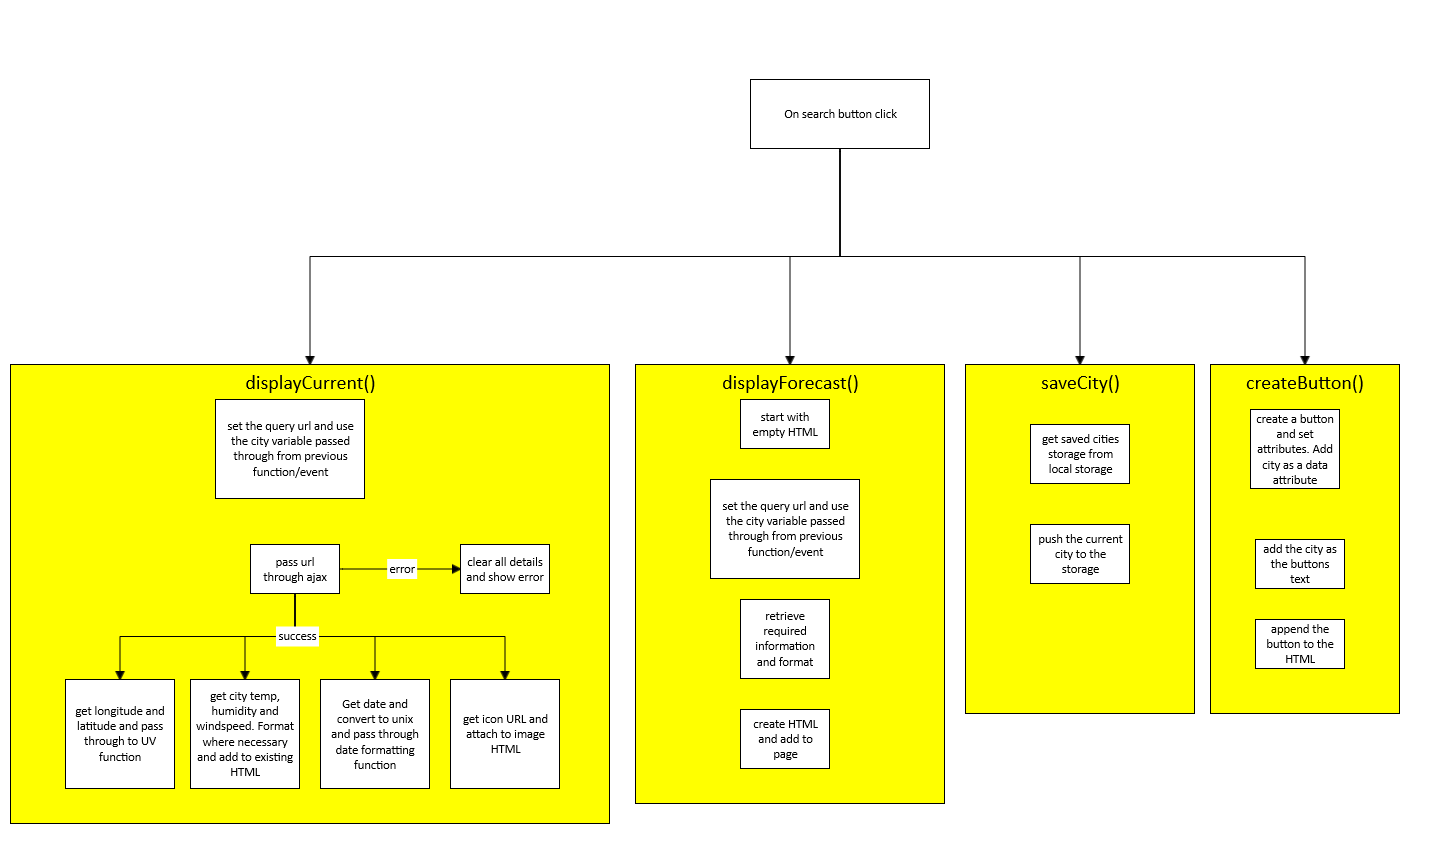 On search button click
displayCurrent()
set the query url and use
the city variable passed
through from previous
function/event
pass url
through ajax
error
clear all details
and show error
success
get longitude and
latitude and pass
through to UV
function
get city temp,
humidity and
windspeed. Format
where necessary
and add to existing
HTML
Get date and
convert to unix
and pass through
date formatting
function
get icon URL and
attach to image
HTML
displayForecast()
start with
empty HTML
set the query url and use
the city variable passed
through from previous
function/event
retrieve
required
information
and format
create HTML
and add to
page
saveCity()
get saved cities
storage from
local storage
push the current
city to the
storage
createButton()
create a button
and set
attributes. Add
city as a data
attribute
add the city as
the buttons
text
append the
button to the
HTML